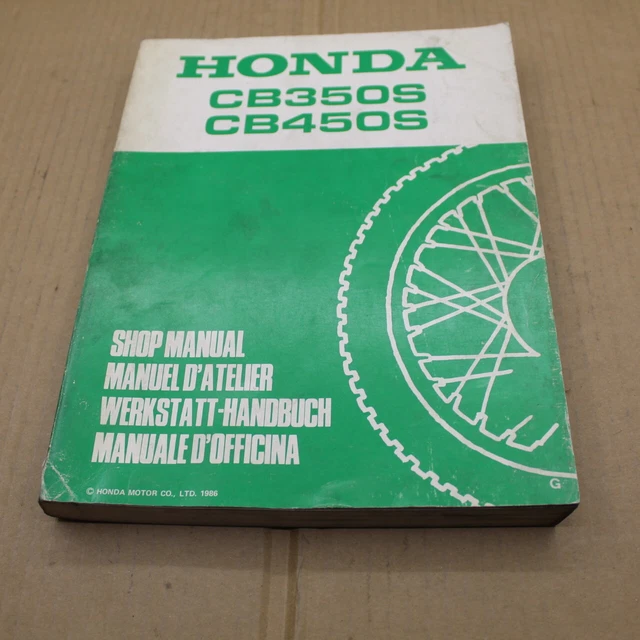 HONDA
CB350S
CB450S
SHOP MANUAL
MANUEL D'ATELIER
WERKSTATT-HANDBUCH
MANUALE D'OFFICINA
© HONDA MOTOR CO., LTD. 1986
G